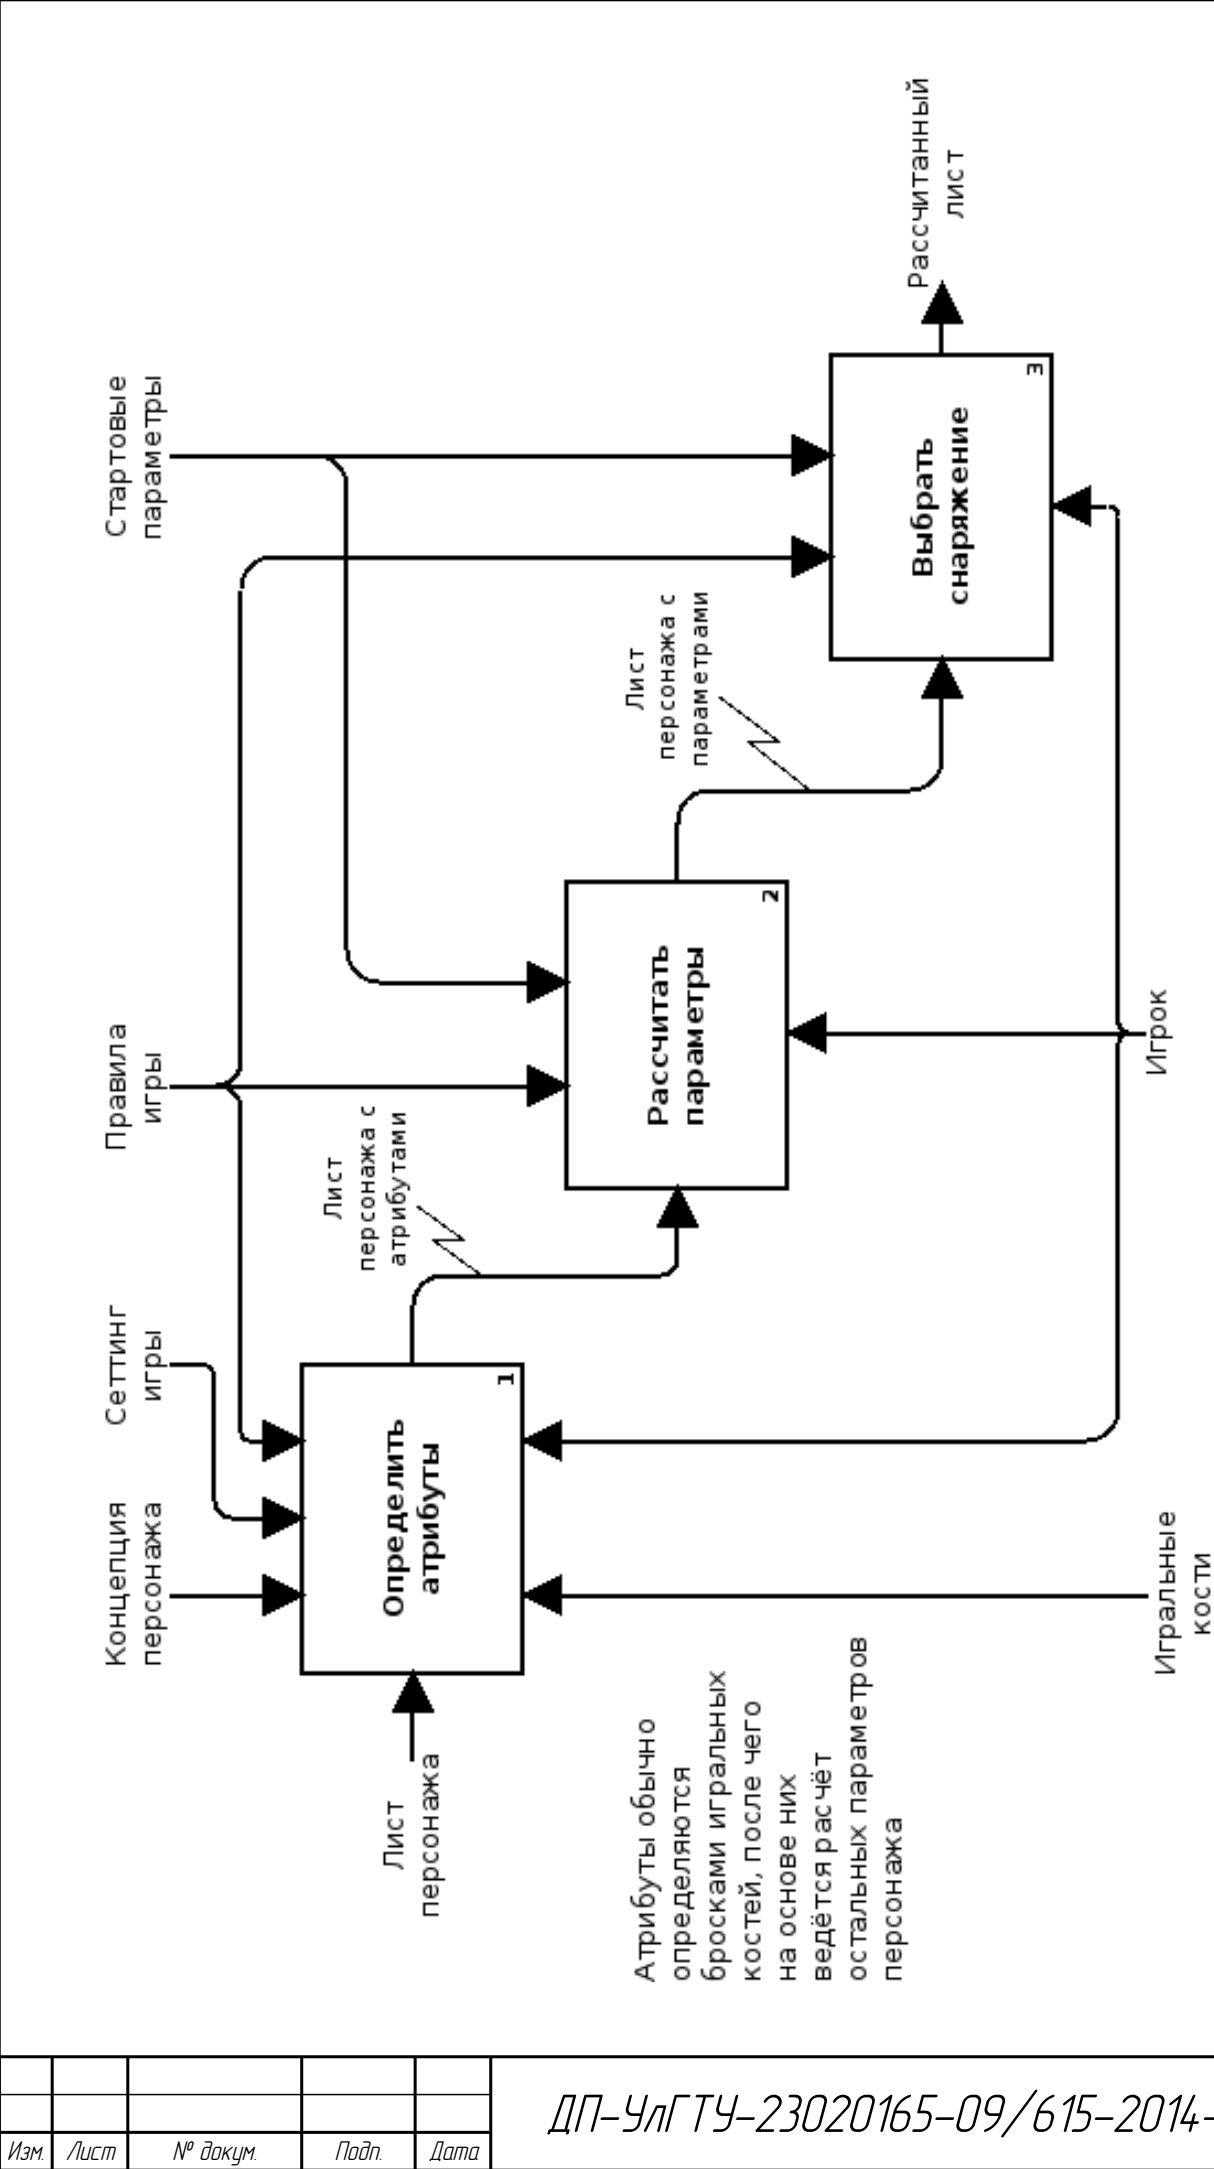 Концепция
персонажа
Сеттинг
игры
Правила
игры
Стартовые
параметры
Лист
персонажа
Определить
атрибуты
1
Лист
персонажа с
атрибутами
Рассчитать
параметры
2
Лист
персонажа с
параметрами
Выбрать
снаряжение
3
Рассчитанный
лист
Атрибуты обычно
определяются
бросками игральных
костей, после чего
на основе них
ведётся расчёт
остальных параметров
персонажа
Игральные
кости
Игрок
ДП-УлГТУ-23020165-09/615-2014-
Изм. Лист № докум. Подп. Дата